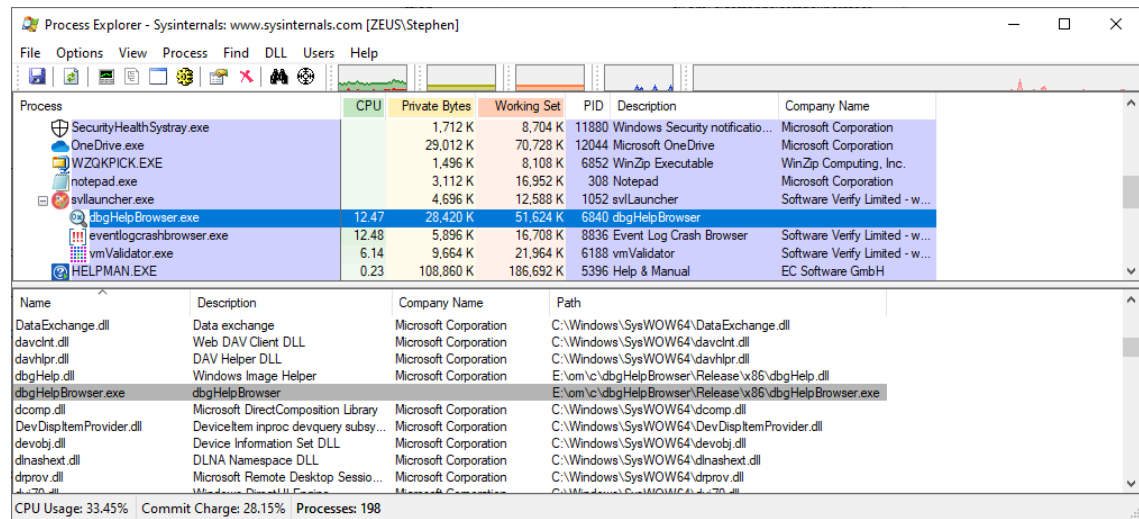 Process Explorer - Sysinternals: www.sysinternals.com [ZEUS\Stephen]
File Options View Process Find DLL Users Help
Process CPU Private Bytes Working Set PID Description Company Name
SecurityHealthSystray.exe 1,712 K 8,704 K 11880 Windows Security notificatio... Microsoft Corporation
OneDrive.exe 29,012 K 70,728 K 12044 Microsoft OneDrive Microsoft Corporation
WZQKPICK.EXE 1,496 K 8,108 K 6852 WinZip Executable WinZip Computing, Inc.
notepad.exe 3,112 K 16,952 K 308 Notepad Microsoft Corporation
svllauncher.exe 4,696 K 12,588 K 1052 svlLauncher Software Verify Limited - w...
dbgHelpBrowser.exe 12.47 28,420 K 51,624 K 6840 dbgHelpBrowser
eventlogcrashbrowser.exe 12.48 5,896 K 16,708 K 8836 Event Log Crash Browser Software Verify Limited - w...
vmValidator.exe 6.14 9,664 K 21,964 K 6188 vmValidator Software Verify Limited - w...
HELPMAN.EXE 0.23 108,860 K 186,692 K 5396 Help & Manual EC Software GmbH
Name Description Company Name Path
DataExchange.dll Data exchange Microsoft Corporation C:\Windows\SysWOW64\DataExchange.dll
davclnt.dll Web DAV Client DLL Microsoft Corporation C:\Windows\SysWOW64\davclnt.dll
davhlpr.dll DAV Helper DLL Microsoft Corporation C:\Windows\SysWOW64\davhlpr.dll
dbgHelp.dll Windows Image Helper Microsoft Corporation E:\om\c\dbgHelpBrowser\Release\x86\dbgHelp.dll
dbgHelpBrowser.exe dbgHelpBrowser E:\om\c\dbgHelpBrowser\Release\x86\dbgHelpBrowser.exe
dcomp.dll Microsoft DirectComposition Library Microsoft Corporation C:\Windows\SysWOW64\dcomp.dll
DevDispItemProvider.dll DeviceItem inproc devquery subsy... Microsoft Corporation C:\Windows\SysWOW64\DevDispItemProvider.dll
devobj.dll Device Information Set DLL Microsoft Corporation C:\Windows\SysWOW64\devobj.dll
dlnashext.dll DLNA Namespace DLL Microsoft Corporation C:\Windows\SysWOW64\dlnashext.dll
drprov.dll Microsoft Remote Desktop Sessio... Microsoft Corporation C:\Windows\SysWOW64\drprov.dll
CPU Usage: 33.45% Commit Charge: 28.15% Processes: 198